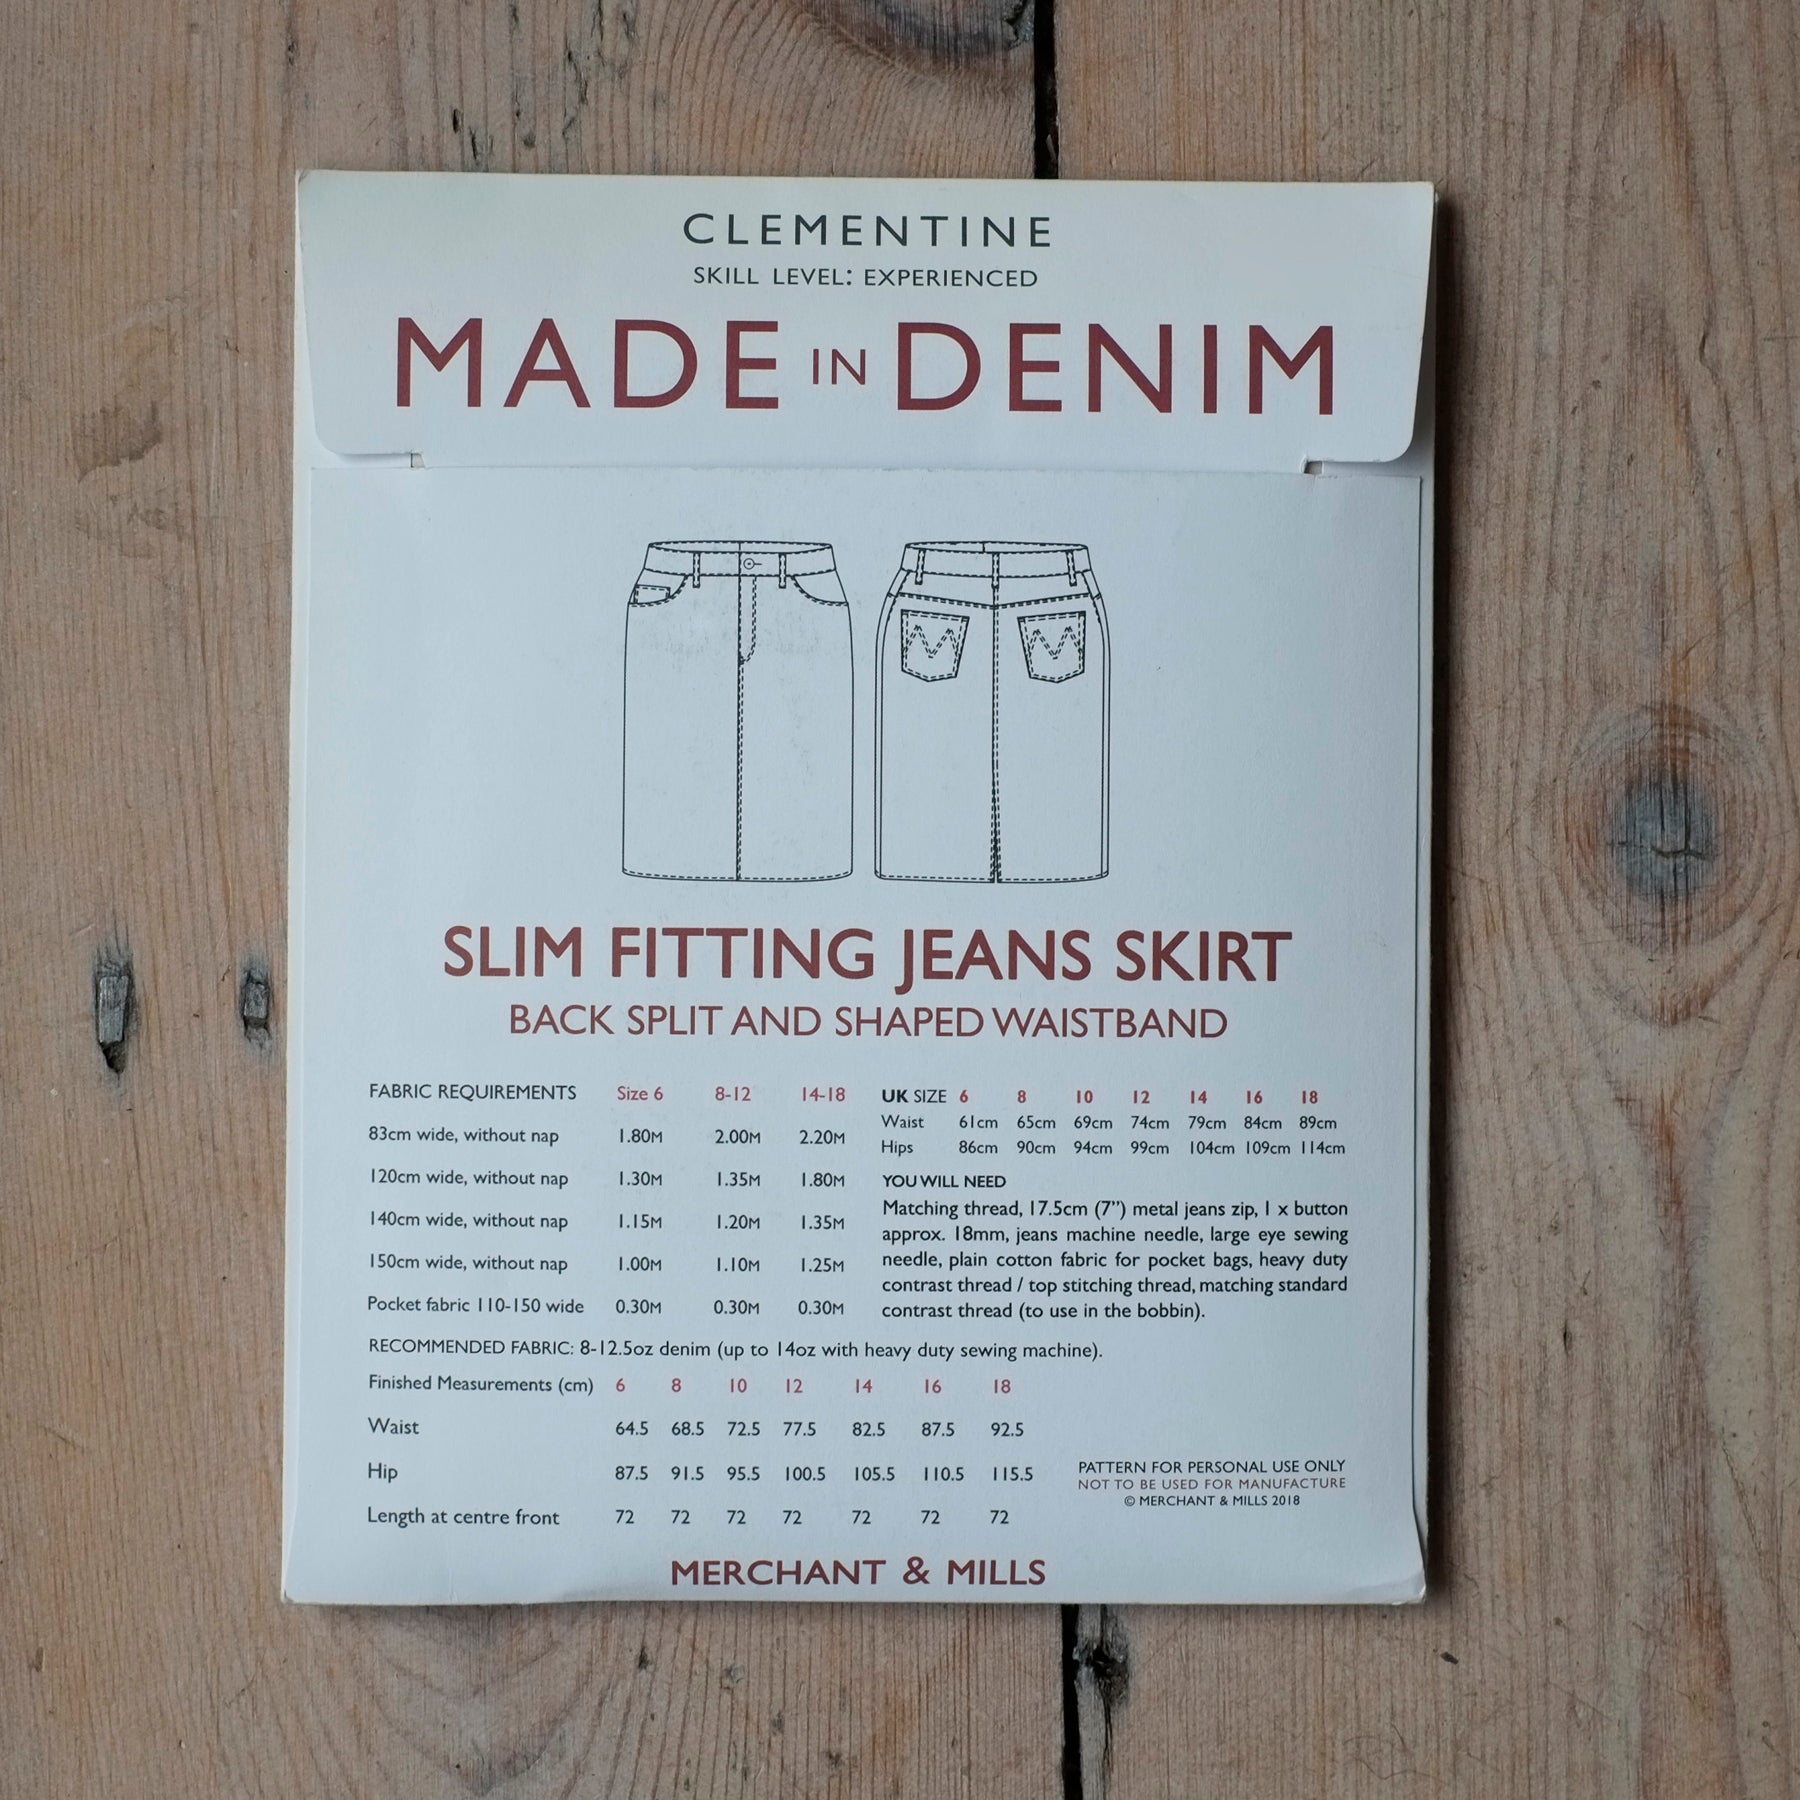 CLEMENTINE
SKILL LEVEL: EXPERIENCED
MADE IN DENIM
SLIM FITTING JEANS SKIRT
BACK SPLIT AND SHAPED WAISTBAND
FABRIC REQUIREMENTS Size 6 8-12 14-18
83cm wide, without nap 1.80M 2.00M 2.20M
120cm wide, without nap 1.30M 1.35M 1.80M
140cm wide, without nap 1.15M 1.20M 1.35M
150cm wide, without nap 1.00M 1.10M 1.25M
Pocket fabric 110-150 wide 0.30M 0.30M 0.30M
UK SIZE 6 8 10 12 14 16 18
Waist 61cm 65cm 69cm 74cm 79cm 84cm 89cm
Hips 86cm 90cm 94cm 99cm 104cm 109cm 114cm
YOU WILL NEED
Matching thread, 17.5cm (7") metal jeans zip, 1 x button
approx. 18mm, jeans machine needle, large eye sewing
needle, plain cotton fabric for pocket bags, heavy duty
contrast thread / top stitching thread, matching standard
contrast thread (to use in the bobbin).
RECOMMENDED FABRIC: 8-12.5oz denim (up to 14oz with heavy duty sewing machine).
Finished Measurements (cm) 6 8 10 12 14 16 18
Waist 64.5 68.5 72.5 77.5 82.5 87.5 92.5
Hip 87.5 91.5 95.5 100.5 105.5 110.5 115.5
Length at centre front 72 72 72 72 72 72 72
PATTERN FOR PERSONAL USE ONLY
NOT TO BE USED FOR MANUFACTURE
© MERCHANT & MILLS 2018
MERCHANT & MILLS